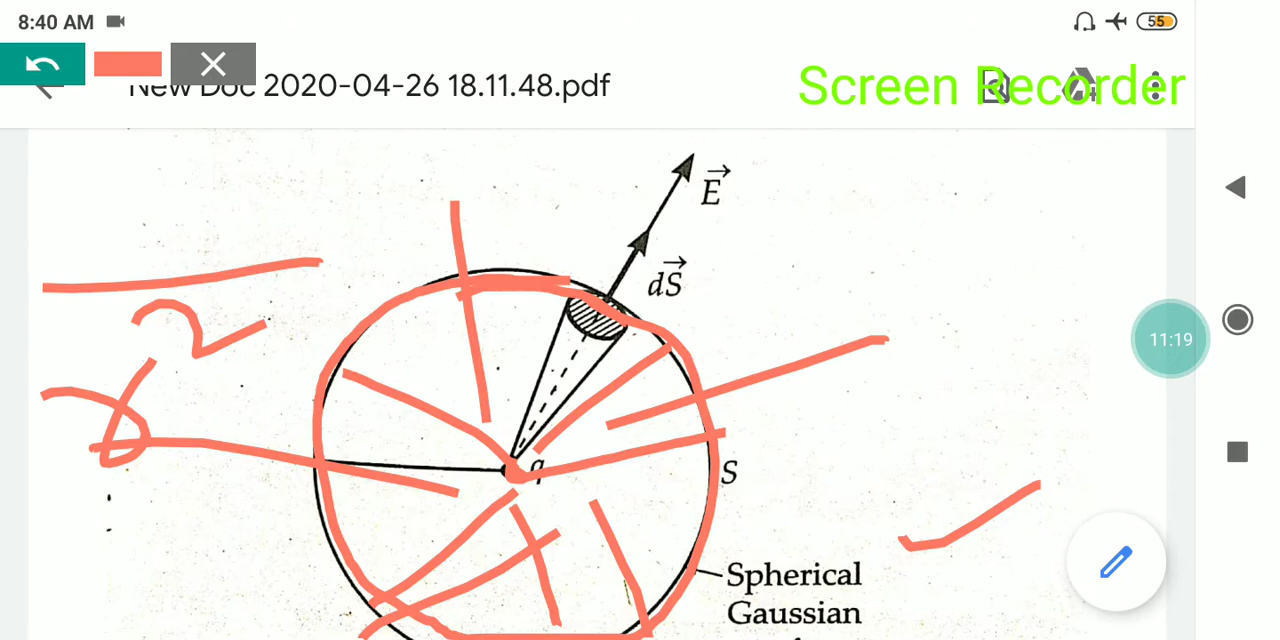 8:40 AM
55
New Doc 2020-04-26 18.11.48.pdf
Screen Recorder
E
dS
11:19
q
S
Spherical
Gaussian